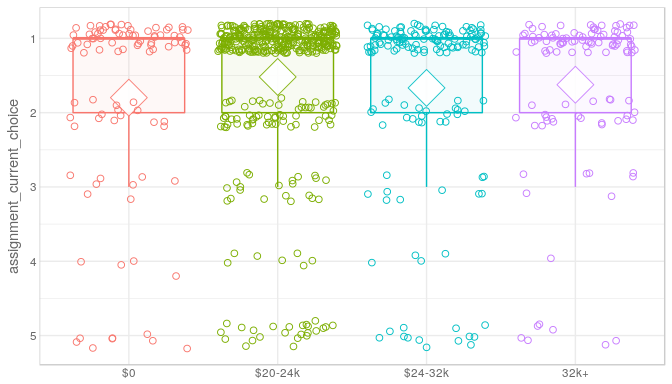 assignment_current_choice
1
2
3
4
5
$0
$20-24k
$24-32k
32k+